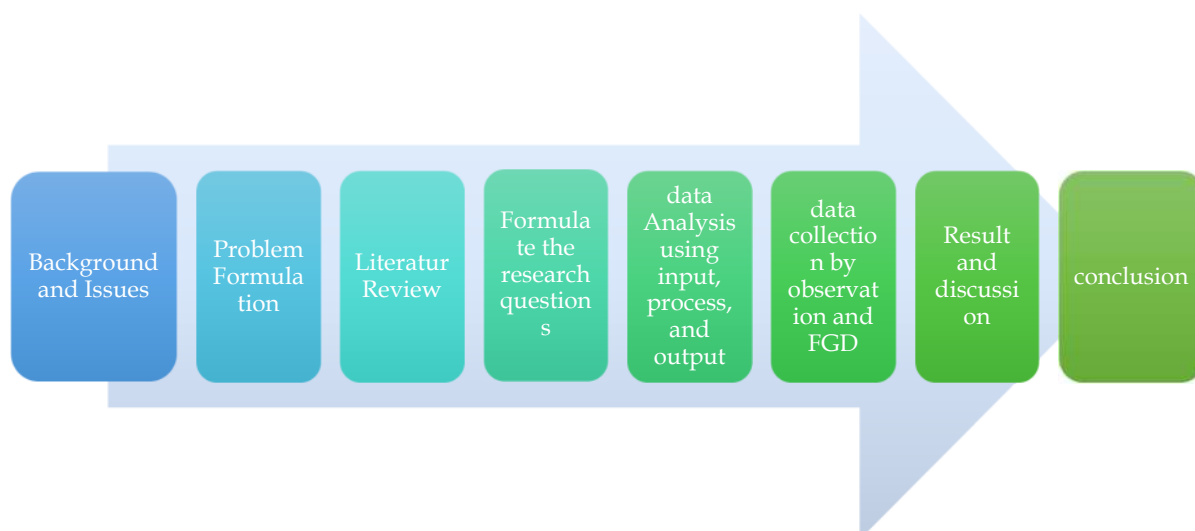 Background
and Issues
Problem
Formula
tion
Literatur
Review
Formula
te the
research
question
s
data
Analysis
using
input,
process,
and
output
data
collectio
n by
observat
ion and
FGD
Result
and
discussi
on
conclusion